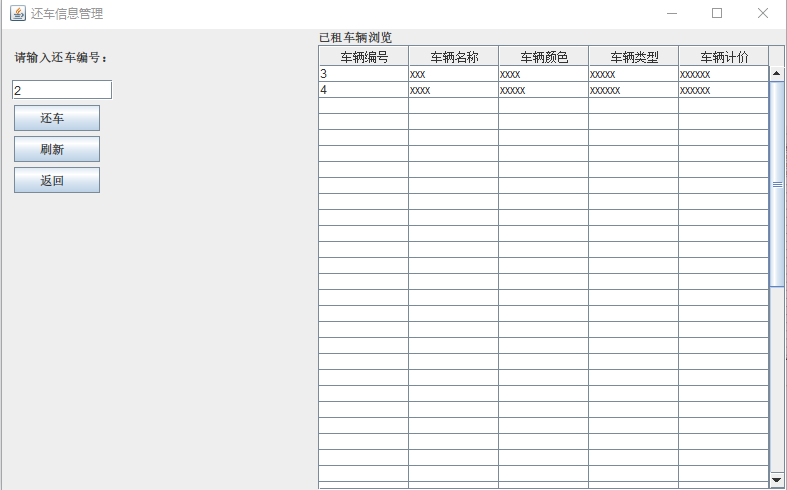 还车信息管理
已租车辆浏览
请输入还车编号：
2
还车
刷新
返回
车辆编号 车辆名称 车辆颜色 车辆类型 车辆计价
3 xxx xxxx xxxxx xxxxxx
4 xxxx xxxxx xxxxxx xxxxxx